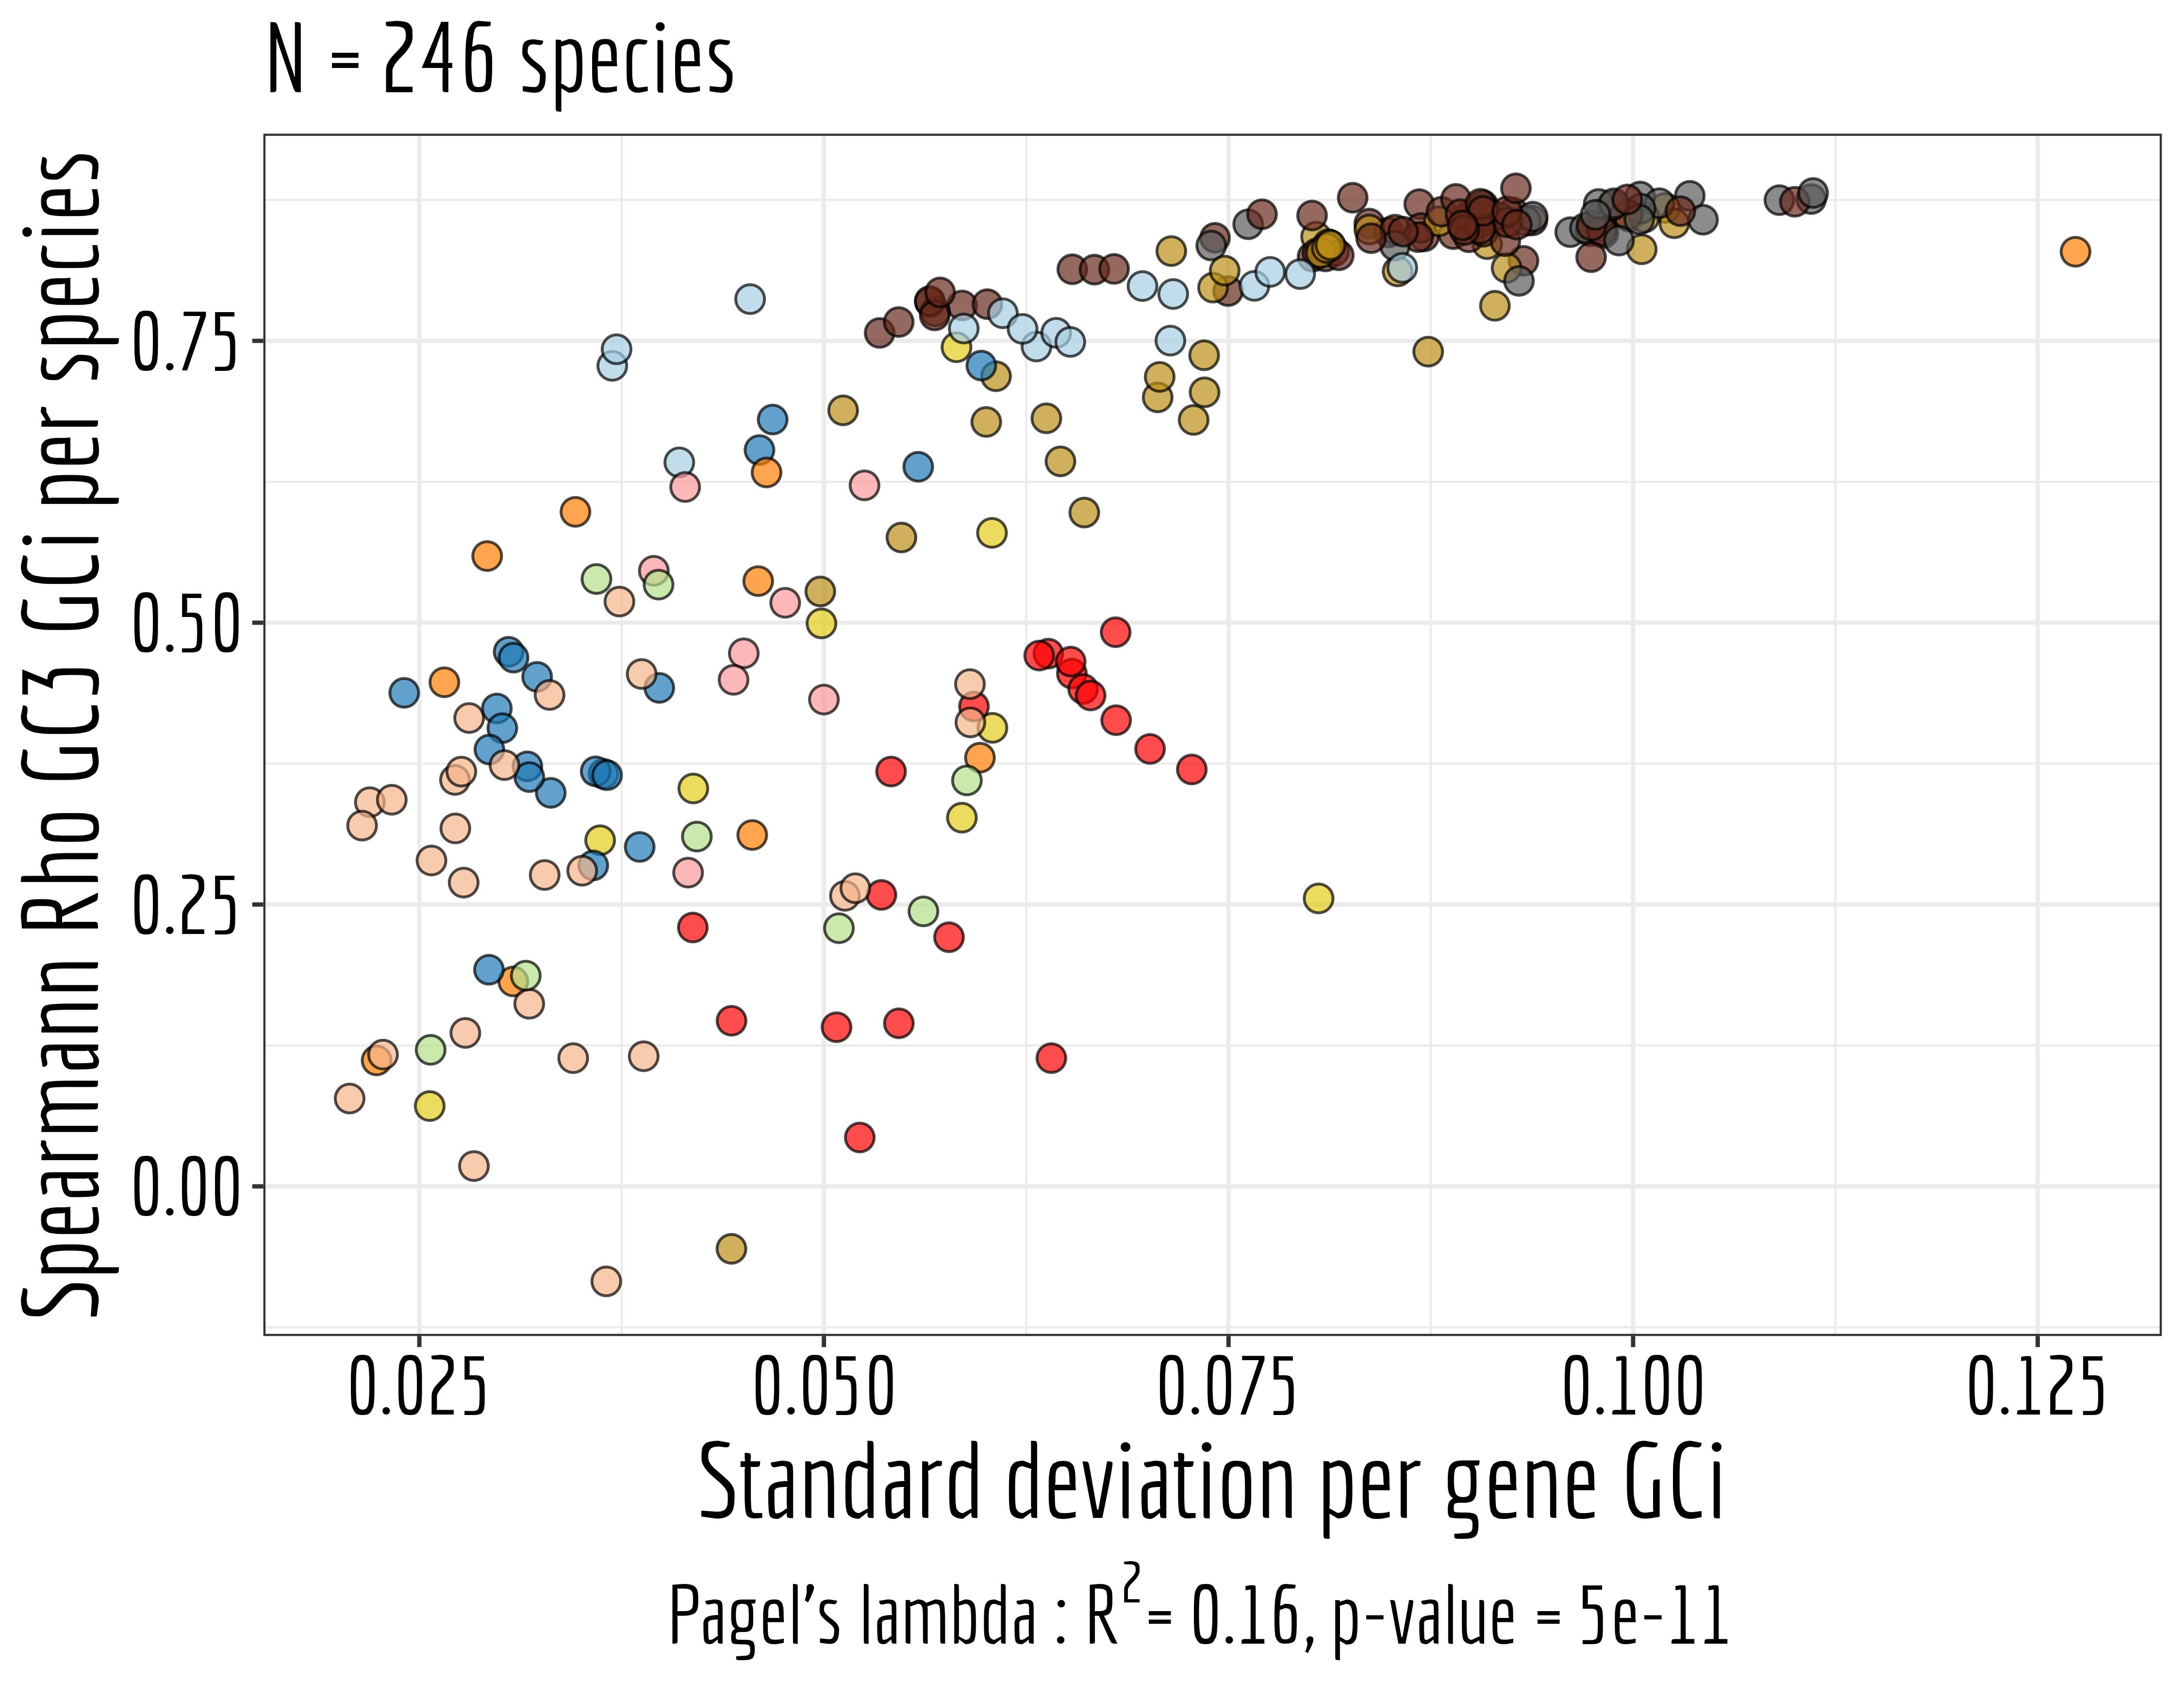 N = 246 species
Spearmann Rho GC3 GCi per species
0.75
0.50
0.25
0.00
0.025 0.050 0.075 0.100 0.125
Standard deviation per gene GCi
Pagel's lambda : R²= 0.16, p-value = 5e-11